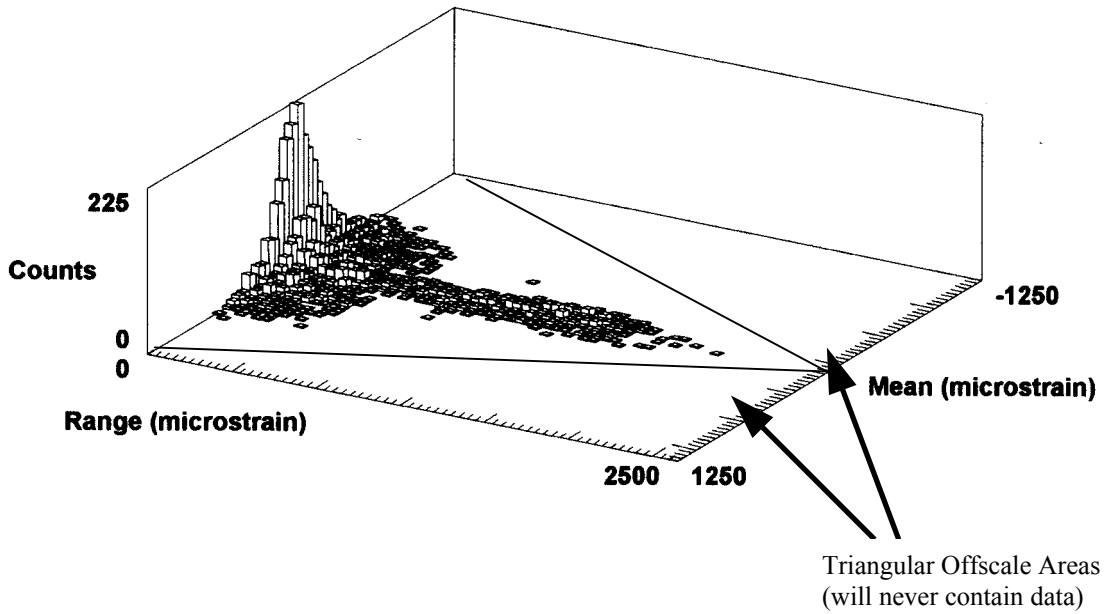 225
Counts
0
0
Range (microstrain)
2500
1250
Mean (microstrain)
-1250
Triangular Offscale Areas
(will never contain data)